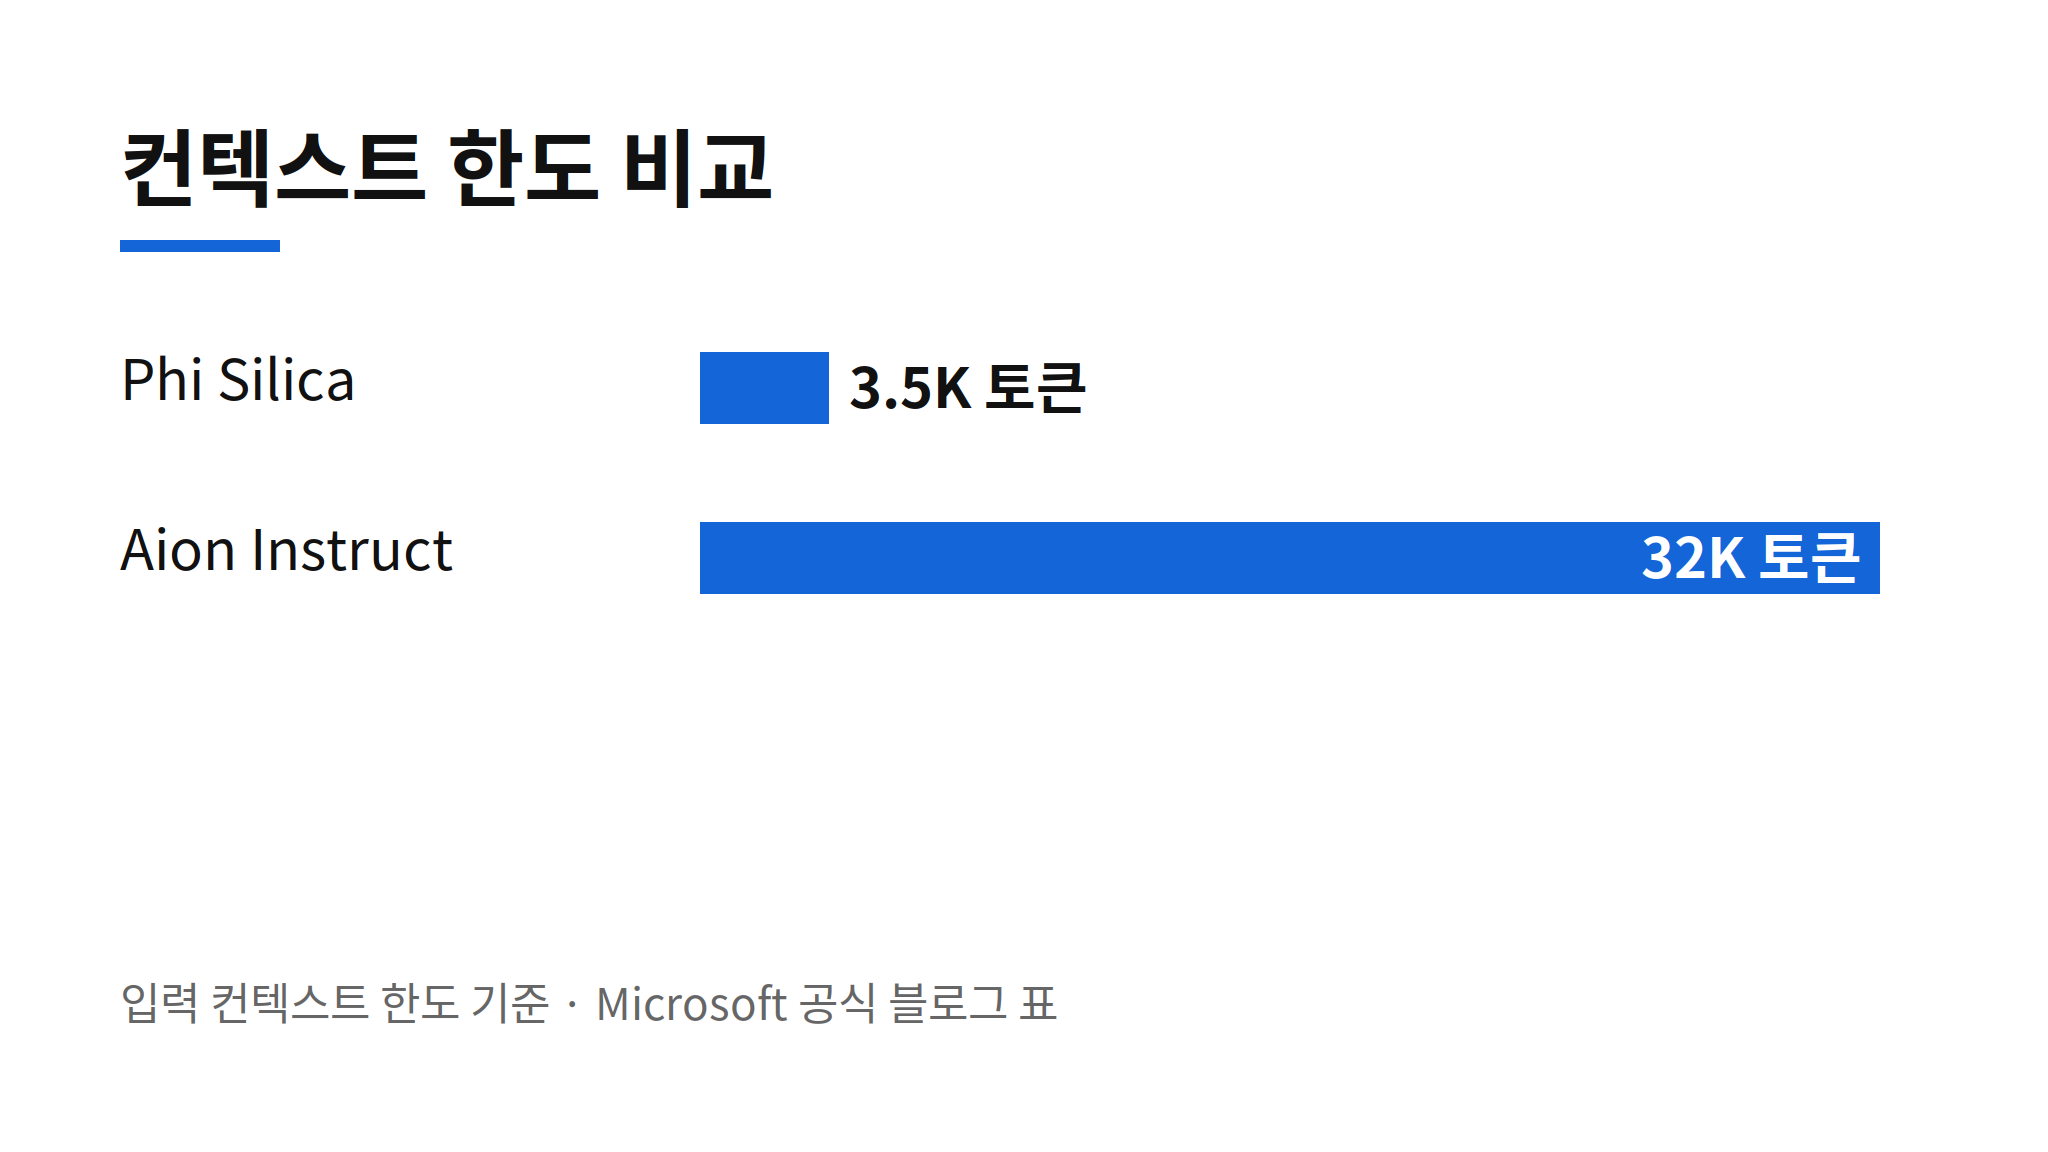 컨텍스트 한도 비교
Phi Silica
3.5K 토큰
Aion Instruct
32K 토큰
입력 컨텍스트 한도 기준 · Microsoft 공식 블로그 표